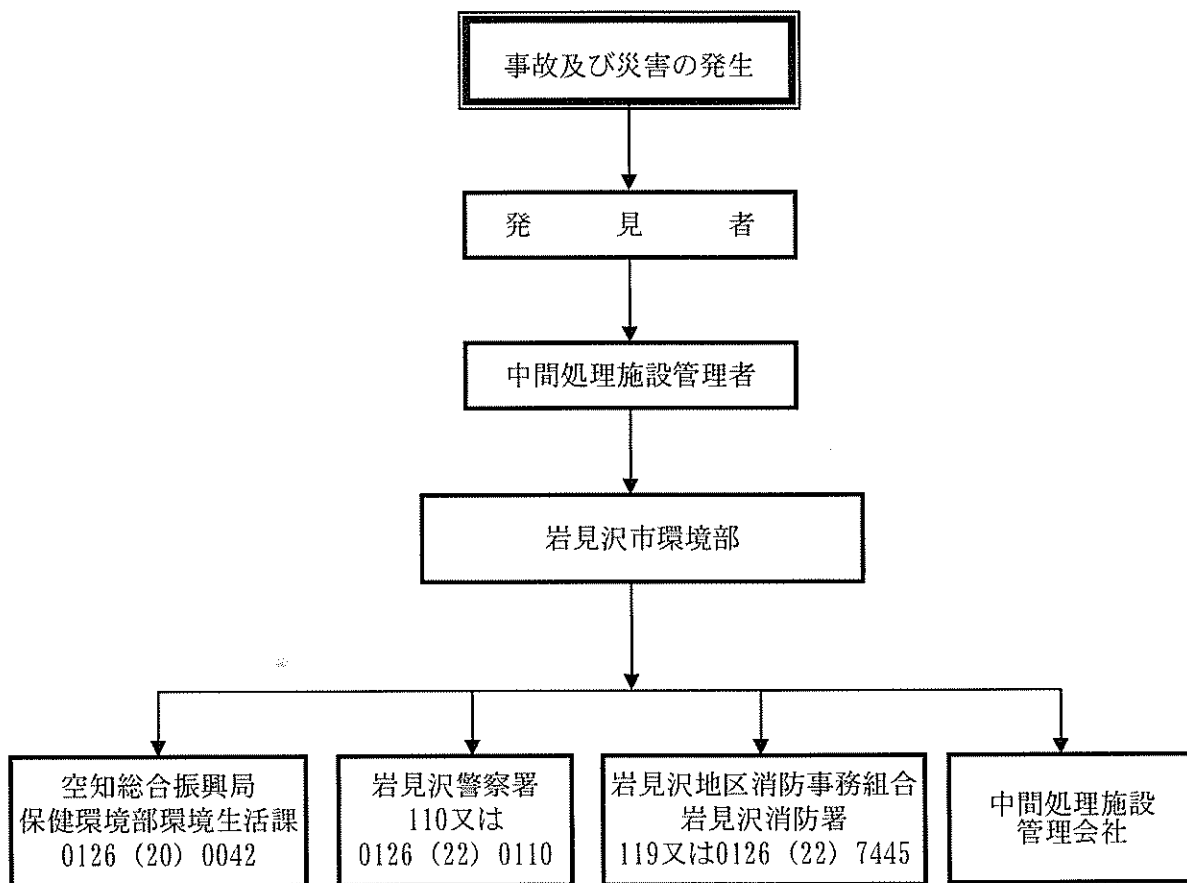 事故及び災害の発生
発見者
中間処理施設管理者
岩見沢市環境部
空知総合振興局
保健環境部環境生活課
0126 (20) 0042
岩見沢警察署
110又は
0126 (22) 0110
岩見沢地区消防事務組合
岩見沢消防署
119又は0126 (22) 7445
中間処理施設
管理会社